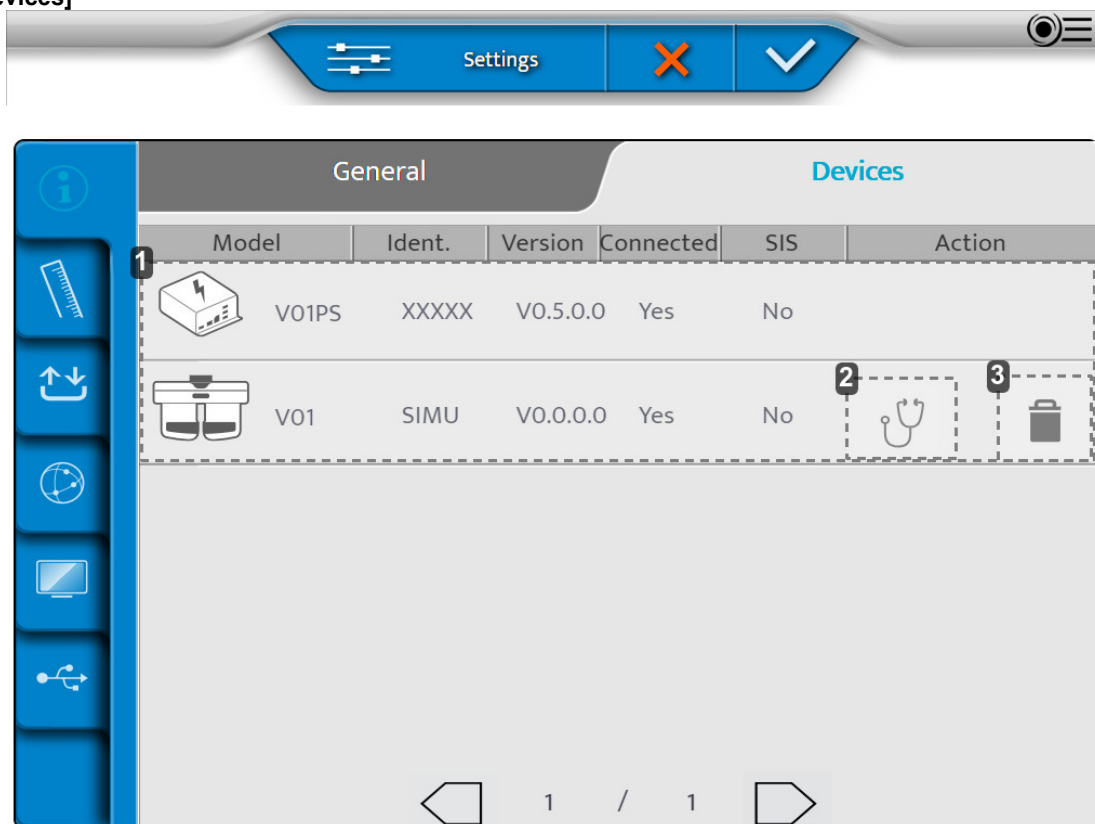 evices]
Settings
General Devices
Model Ident. Version Connected SIS Action
1
V01PS XXXXX V0.5.0.0 Yes No
2 3
V01 SIMU V0.0.0.0 Yes No
1 / 1